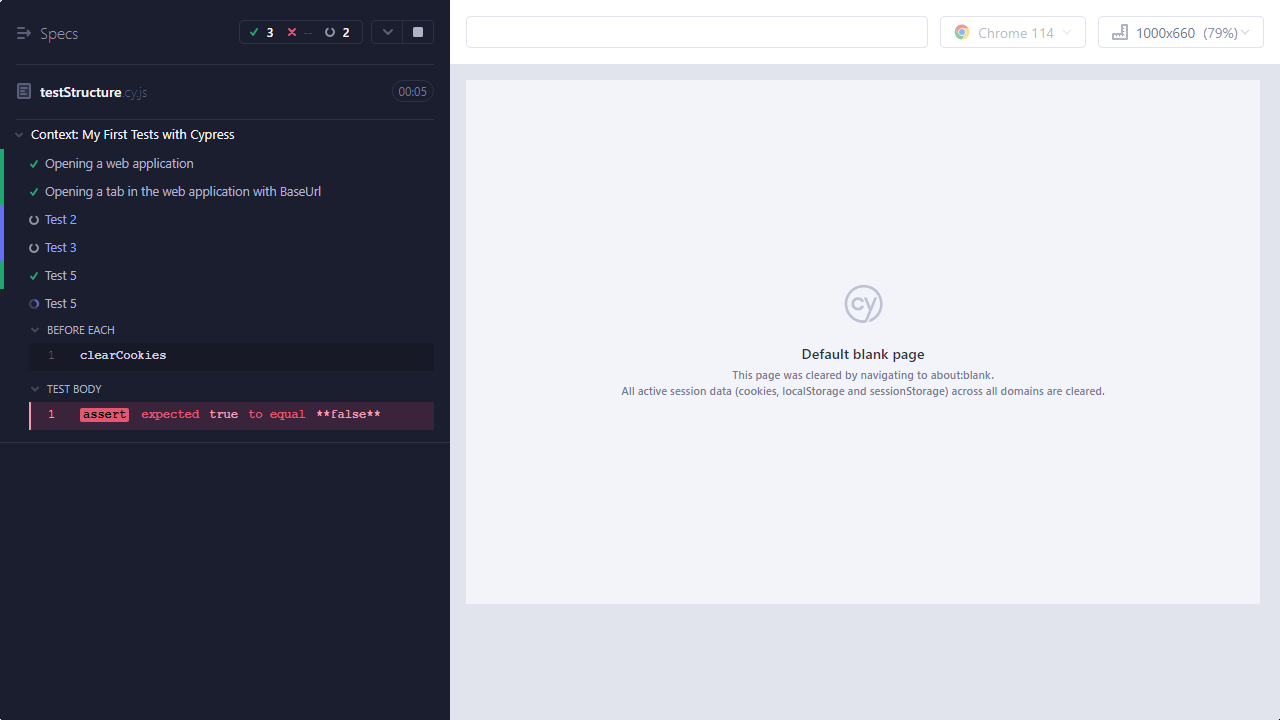 Specs
3 -- 2
testStructure.cy.js
00:05
Context: My First Tests with Cypress
Opening a web application
Opening a tab in the web application with BaseUrl
Test 2
Test 3
Test 5
Test 5
BEFORE EACH
1 clearCookies
TEST BODY
1 assert expected true to equal **false**
Chrome 114
1000x660 (79%)
cy
Default blank page
This page was cleared by navigating to about:blank.
All active session data (cookies, localStorage and sessionStorage) across all domains are cleared.